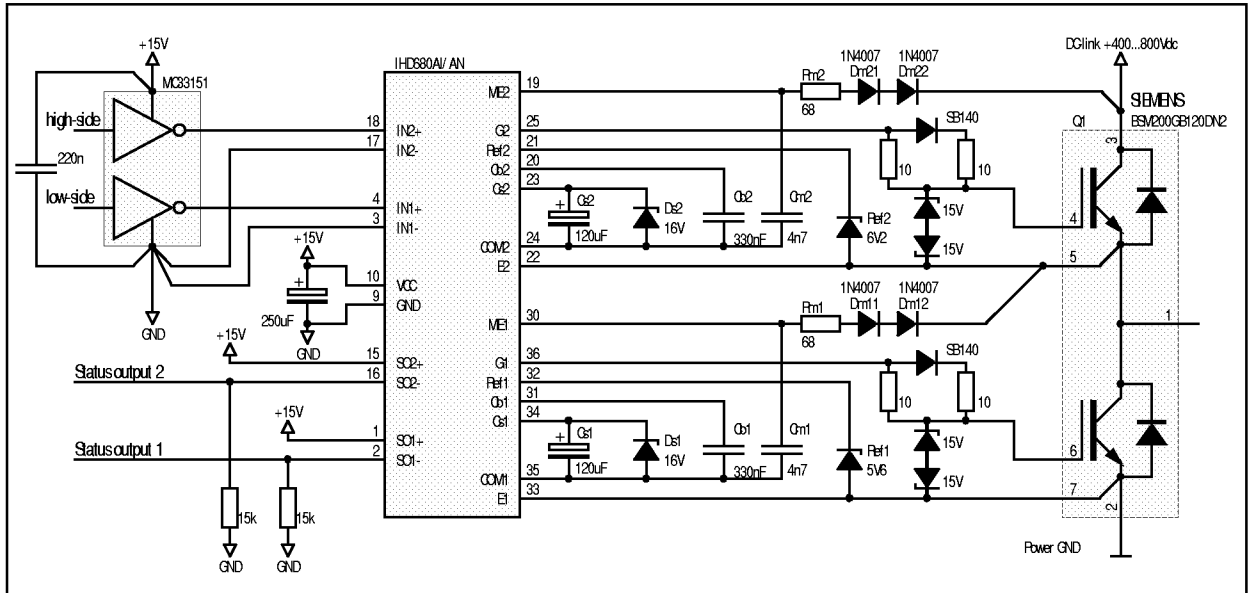 +15V
IHD680AI/ AN
1N4007
1N4007
DClink +400...800Vdc
MC33151
Rm2
Dm21
Dm22
19
ME2
68
SIEMENS
BSM200GB120DN2
Q1
high-side
18
IN2+
25
G2
SB140
3
17
IN2-
21
Ref2
20
Cb2
10
10
220n
23
Cs2
low-side
4
IN1+
+
Cs2
Ds2
Cb2
Cm2
15V
4
3
IN1-
120uF
16V
330nF
4n7
Ref2
6V2
+15V
24
COM2
15V
22
E2
5
10
VCC
1N4007
1N4007
+
9
GND
Rm1
Dm11
Dm12
250uF
30
ME1
1
GND
GND
68
+15V
15
SO2+
36
G1
SB140
Status output 2
16
SO2-
32
Ref1
31
Cb1
10
10
+15V
34
Cs1
1
SO1+
+
Cs1
Ds1
Cb1
Cm1
15V
Status output 1
2
SO1-
120uF
16V
330nF
4n7
Ref1
5V6
6
35
COM1
15V
33
E1
7
2
15k
15k
GND
GND
Power GND